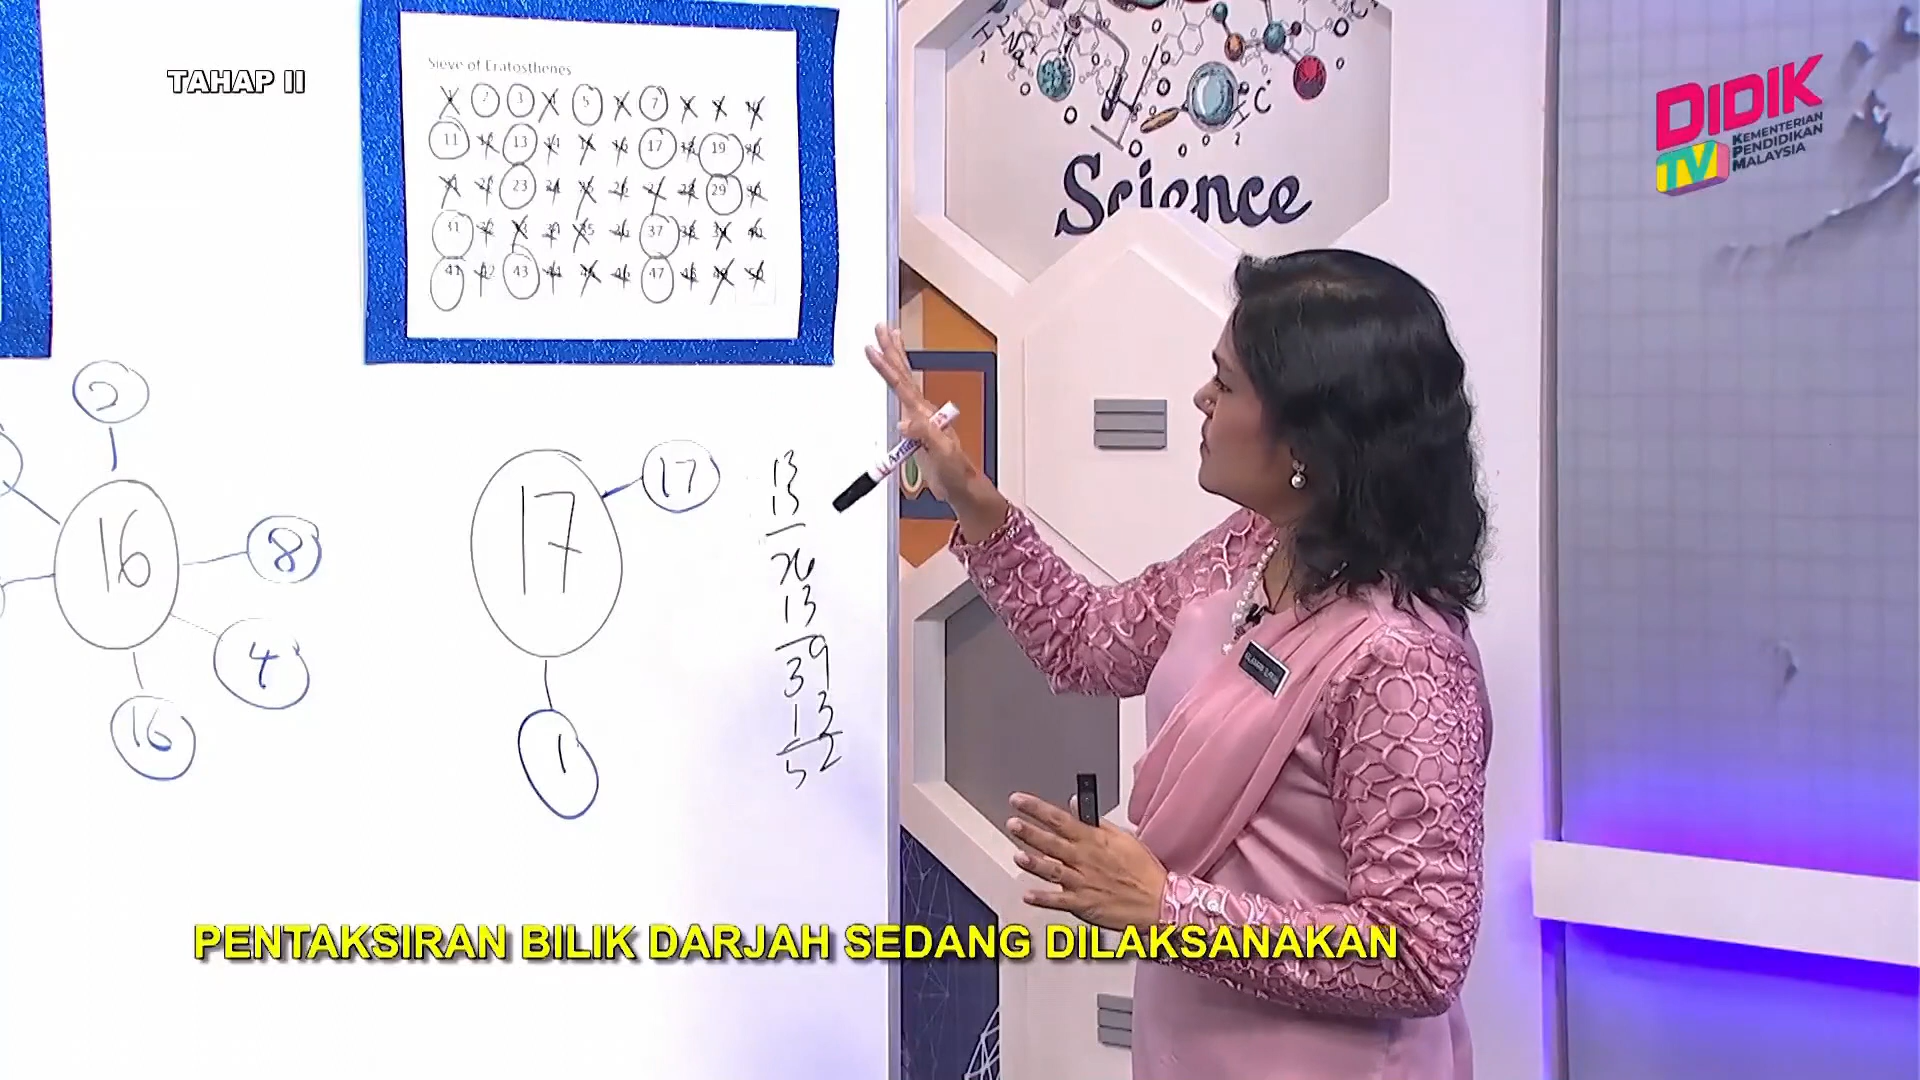 TAHAP II
Sieve of Eratosthenes
2 3 5 7
11 13 17 19
23 29
31 35 37
41 42 43 47
2
16
8
4
16
17
17
1
13
13
26
13
39
13
52
Science
DIDIK
TV
KEMENTERIAN
PENDIDIKAN
MALAYSIA
PENTAKSIRAN BILIK DARJAH SEDANG DILAKSANAKAN